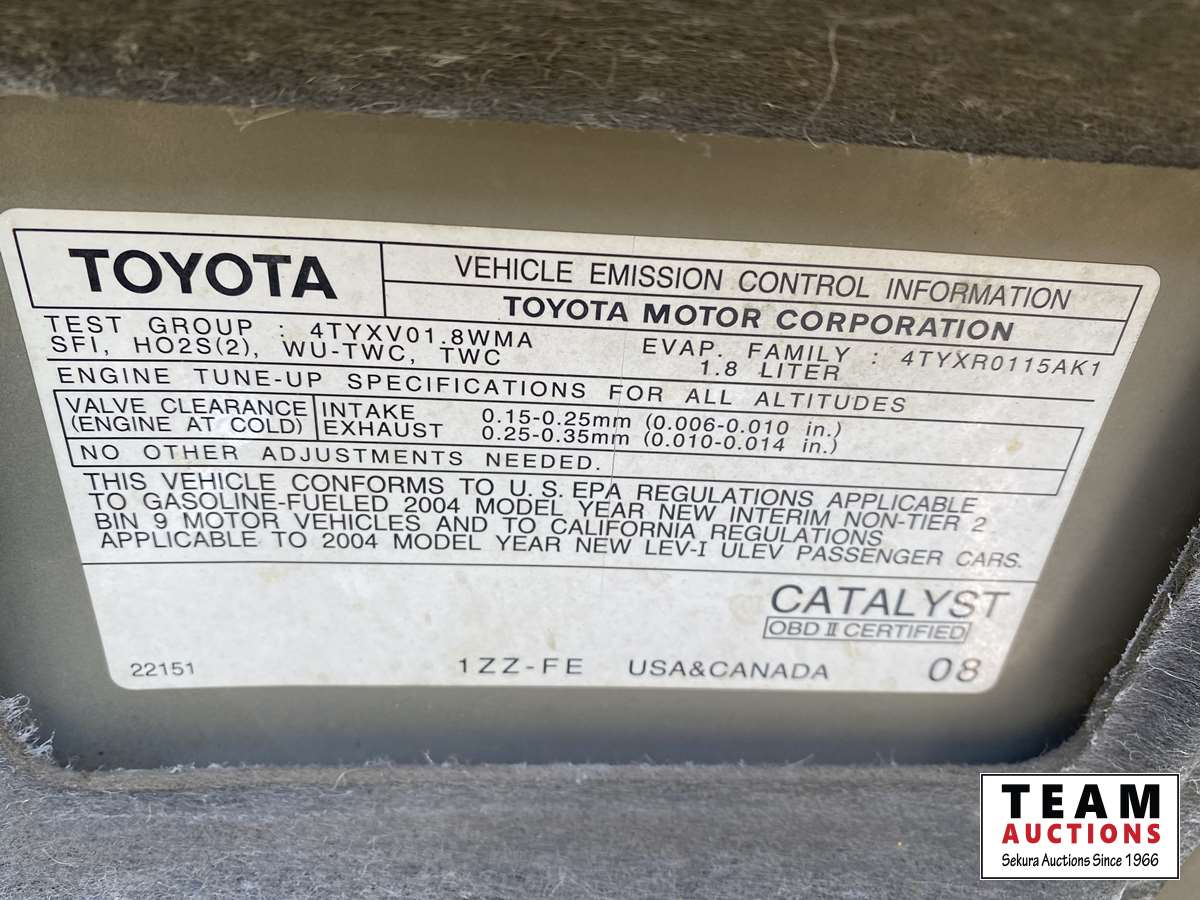 TOYOTA
VEHICLE EMISSION CONTROL INFORMATION
TOYOTA MOTOR CORPORATION
TEST GROUP : 4TYXV01.8WMA
EVAP. FAMILY : 4TYXR0115AK1
SFI, HO2S(2), WU-TWC, TWC
1.8 LITER
ENGINE TUNE-UP SPECIFICATIONS FOR ALL ALTITUDES
VALVE CLEARANCE
(ENGINE AT COLD)
INTAKE 0.15-0.25mm (0.006-0.010 in.)
EXHAUST 0.25-0.35mm (0.010-0.014 in.)
NO OTHER ADJUSTMENTS NEEDED.
THIS VEHICLE CONFORMS TO U.S.EPA REGULATIONS APPLICABLE
TO GASOLINE-FUELED 2004 MODEL YEAR NEW INTERIM NON-TIER 2
BIN 9 MOTOR VEHICLES AND TO CALIFORNIA REGULATIONS
APPLICABLE TO 2004 MODEL YEAR NEW LEV-I ULEV PASSENGER CARS.
CATALYST
OBD II CERTIFIED
22151 1ZZ-FE USA&CANADA 08
TEAM
AUCTIONS
Sekura Auctions Since 1966